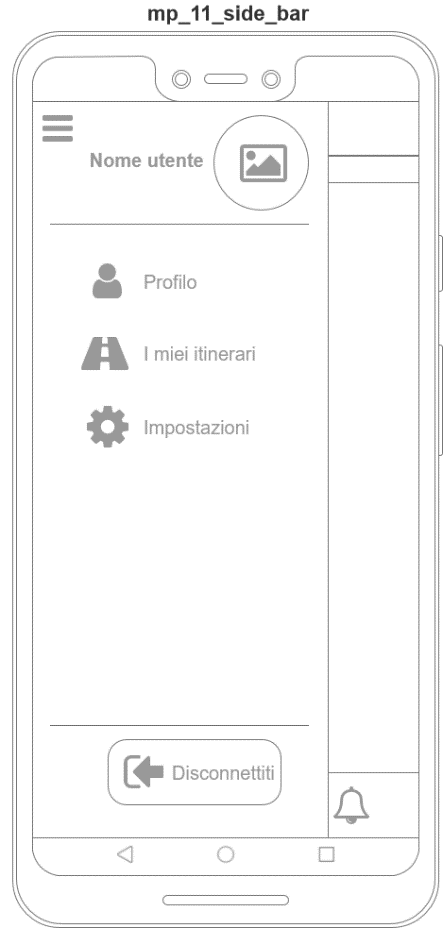 mp_11_side_bar
Nome utente
Profilo
I miei itinerari
Impostazioni
Disconnettiti